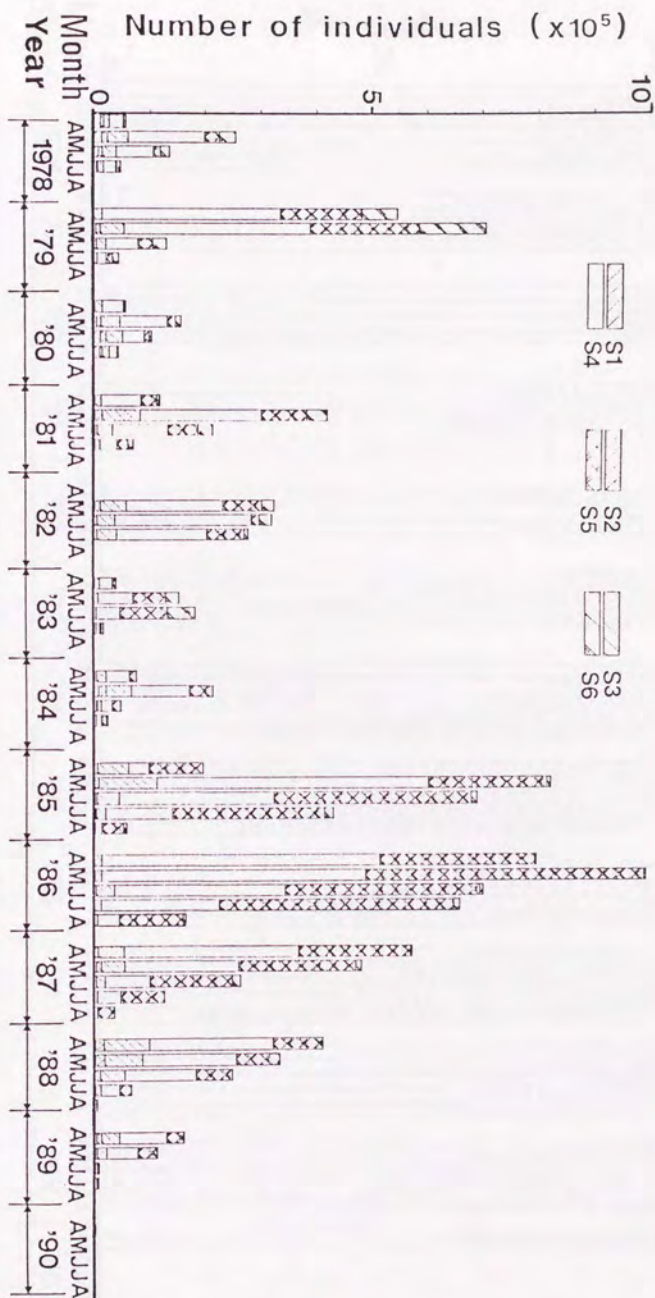 Number of individuals (x10⁵)
10
5
0
S1
S4
S2
S5
S3
S6
Month AMJJA AMJJA AMJJA AMJJA AMJJA AMJJA AMJJA AMJJA AMJJA AMJJA AMJJA AMJJA AMJJA
Year 1978 '79 '80 '81 '82 '83 '84 '85 '86 '87 '88 '89 '90